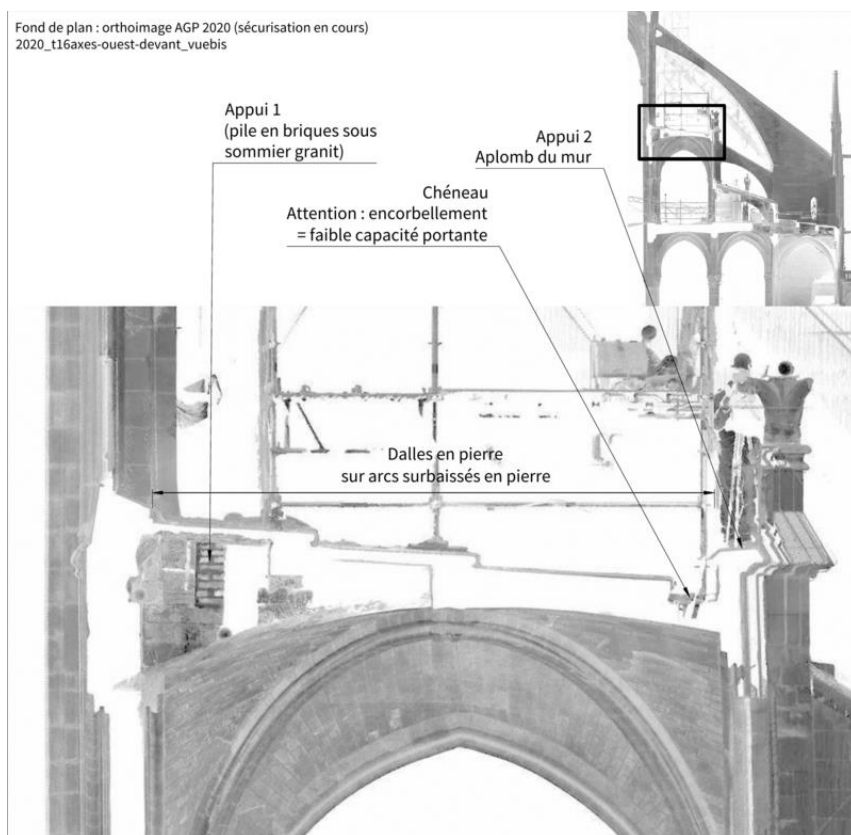 Fond de plan : orthoimage AGP 2020 (sécurisation en cours)
2020_t16axes-ouest-devant_vuebis
Appui 1
(pile en briques sous
sommier granit)
Appui 2
Aplomb du mur
Chéneau
Attention : encorbellement
= faible capacité portante
Dalles en pierre
sur arcs surbaissés en pierre